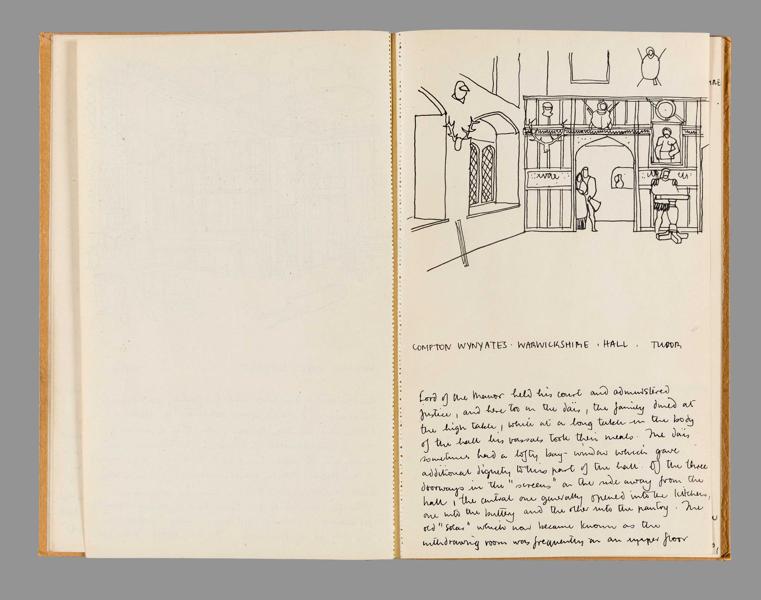 COMPTON WYNYATES · WARWICKSHIRE · HALL · TUDOR
Lord of the Manor held his court and administered
justice, and here too on the daïs, the family dined at
the high table, while at a long table in the body
of the hall his vassals took their meals. The daïs
sometimes had a lofty bay-window which gave
additional dignity to this part of the hall. Of the three
doorways in the "screens" on the side away from the
hall, the central one generally opened into the kitchens,
one into the buttery and the other into the pantry. The
old "solar" which now became known as the
withdrawing room was frequently on an upper floor